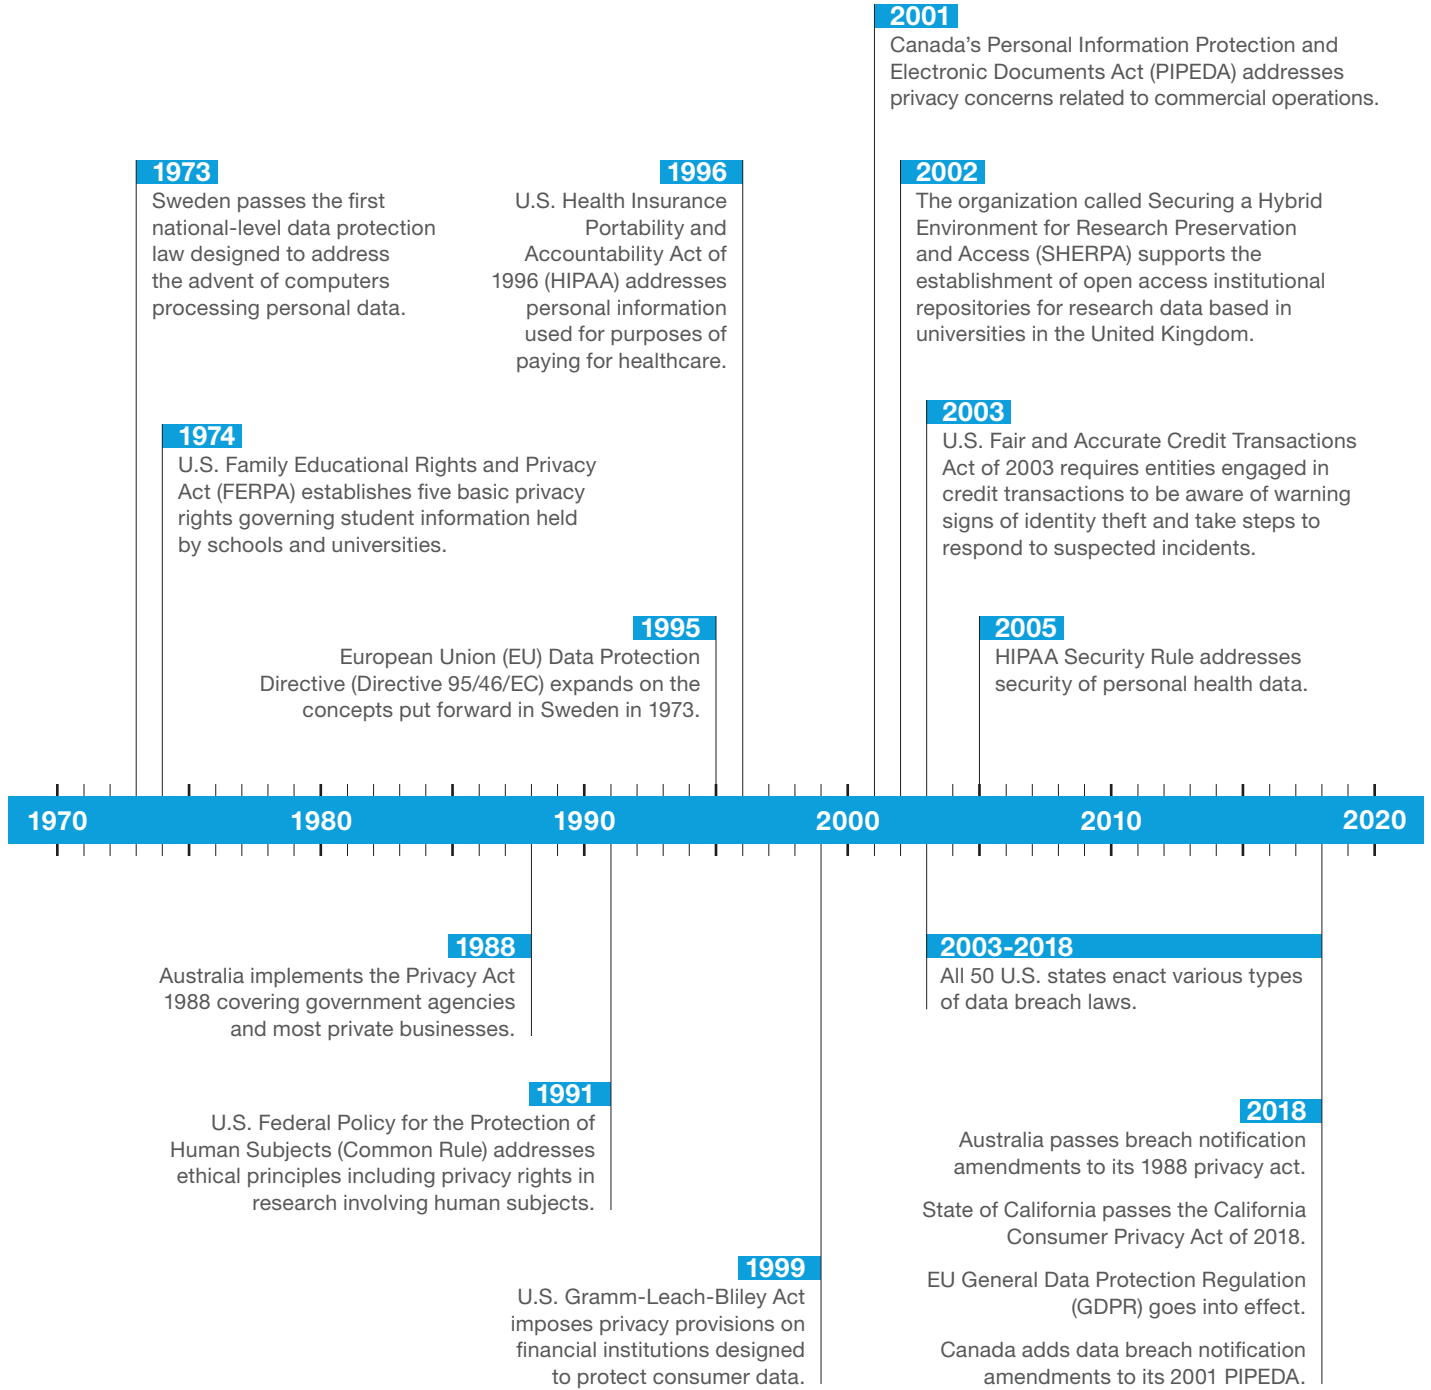 2001
Canada’s Personal Information Protection and
Electronic Documents Act (PIPEDA) addresses
privacy concerns related to commercial operations.
1973
Sweden passes the first
national-level data protection
law designed to address
the advent of computers
processing personal data.
1996
U.S. Health Insurance
Portability and
Accountability Act of
1996 (HIPAA) addresses
personal information
used for purposes of
paying for healthcare.
2002
The organization called Securing a Hybrid
Environment for Research Preservation
and Access (SHERPA) supports the
establishment of open access institutional
repositories for research data based in
universities in the United Kingdom.
1974
U.S. Family Educational Rights and Privacy
Act (FERPA) establishes five basic privacy
rights governing student information held
by schools and universities.
2003
U.S. Fair and Accurate Credit Transactions
Act of 2003 requires entities engaged in
credit transactions to be aware of warning
signs of identity theft and take steps to
respond to suspected incidents.
1995
European Union (EU) Data Protection
Directive (Directive 95/46/EC) expands on the
concepts put forward in Sweden in 1973.
2005
HIPAA Security Rule addresses
security of personal health data.
1970 1980 1990 2000 2010 2020
1988
Australia implements the Privacy Act
1988 covering government agencies
and most private businesses.
2003-2018
All 50 U.S. states enact various types
of data breach laws.
1991
U.S. Federal Policy for the Protection of
Human Subjects (Common Rule) addresses
ethical principles including privacy rights in
research involving human subjects.
2018
Australia passes breach notification
amendments to its 1988 privacy act.
State of California passes the California
Consumer Privacy Act of 2018.
EU General Data Protection Regulation
(GDPR) goes into effect.
Canada adds data breach notification
amendments to its 2001 PIPEDA.
1999
U.S. Gramm-Leach-Bliley Act
imposes privacy provisions on
financial institutions designed
to protect consumer data.